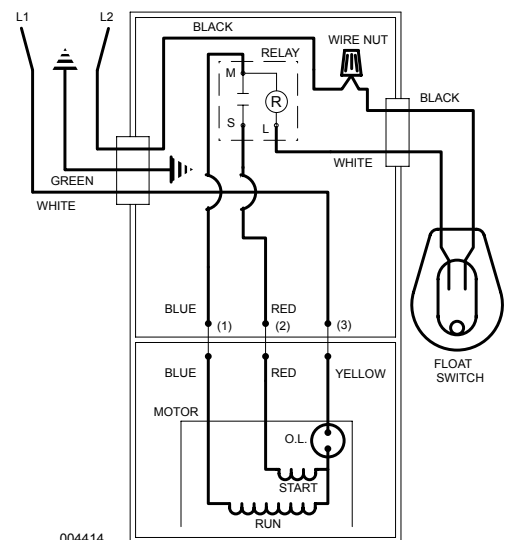 L1
L2
BLACK
WIRE NUT
RELAY
M
R
S
L
BLACK
WHITE
GREEN
WHITE
BLUE
RED
(1)
(2)
(3)
FLOAT
SWITCH
BLUE
RED
YELLOW
MOTOR
O.L.
START
RUN
004414